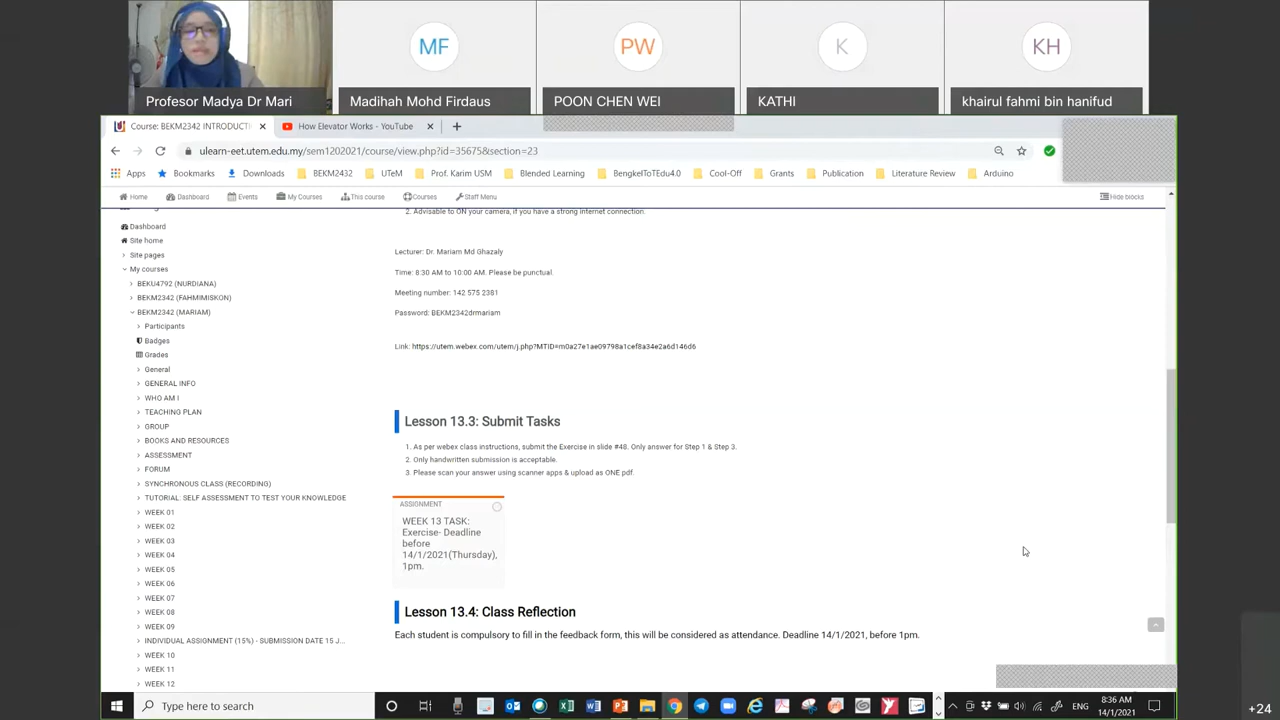 MF
PW
K
KH
Profesor Madya Dr Mari
Madihah Mohd Firdaus
POON CHEN WEI
KATHI
khairul fahmi bin hanifud
Course: BEKM2342 INTRODUCTI
How Elevator Works - YouTube
ulearn-eet.utem.edu.my/sem1202021/course/view.php?id=35675&section=23
Apps
Bookmarks
Downloads
BEKM2432
UTeM
Prof. Karim USM
Blended Learning
BengkelToTEdu4.0
Cool-Off
Grants
Publication
Literature Review
Arduino
Home
Dashboard
Events
My Courses
This course
Courses
Staff Menu
Hide blocks
Dashboard
Site home
Site pages
My courses
BEKU4792 (NURDIANA)
BEKM2342 (FAHMIMISKON)
BEKM2342 (MARIAM)
Participants
Badges
Grades
General
GENERAL INFO
WHO AM I
TEACHING PLAN
GROUP
BOOKS AND RESOURCES
ASSESSMENT
FORUM
SYNCHRONOUS CLASS (RECORDING)
TUTORIAL: SELF ASSESSMENT TO TEST YOUR KNOWLEDGE
WEEK 01
WEEK 02
WEEK 03
WEEK 04
WEEK 05
WEEK 06
WEEK 07
WEEK 08
WEEK 09
INDIVIDUAL ASSIGNMENT (15%) - SUBMISSION DATE 15 J...
WEEK 10
WEEK 11
WEEK 12
2. Advisable to ON your camera, if you have a strong internet connection.
Lecturer: Dr. Mariam Md Ghazaly
Time: 8:30 AM to 10:00 AM. Please be punctual.
Meeting number: 142 575 2381
Password: BEKM2342drmariam
Link: https://utem.webex.com/utem/j.php?MTID=m0a27e1ae09798a1cef8a34e2a6d146d6
Lesson 13.3: Submit Tasks
1. As per webex class instructions, submit the Exercise in slide #48. Only answer for Step 1 & Step 3.
2. Only handwritten submission is acceptable.
3. Please scan your answer using scanner apps & upload as ONE pdf.
ASSIGNMENT
WEEK 13 TASK:
Exercise- Deadline
before
14/1/2021(Thursday),
1pm.
Lesson 13.4: Class Reflection
Each student is compulsory to fill in the feedback form, this will be considered as attendance. Deadline 14/1/2021, before 1pm.
Type here to search
ENG
8:36 AM
14/1/2021
+24